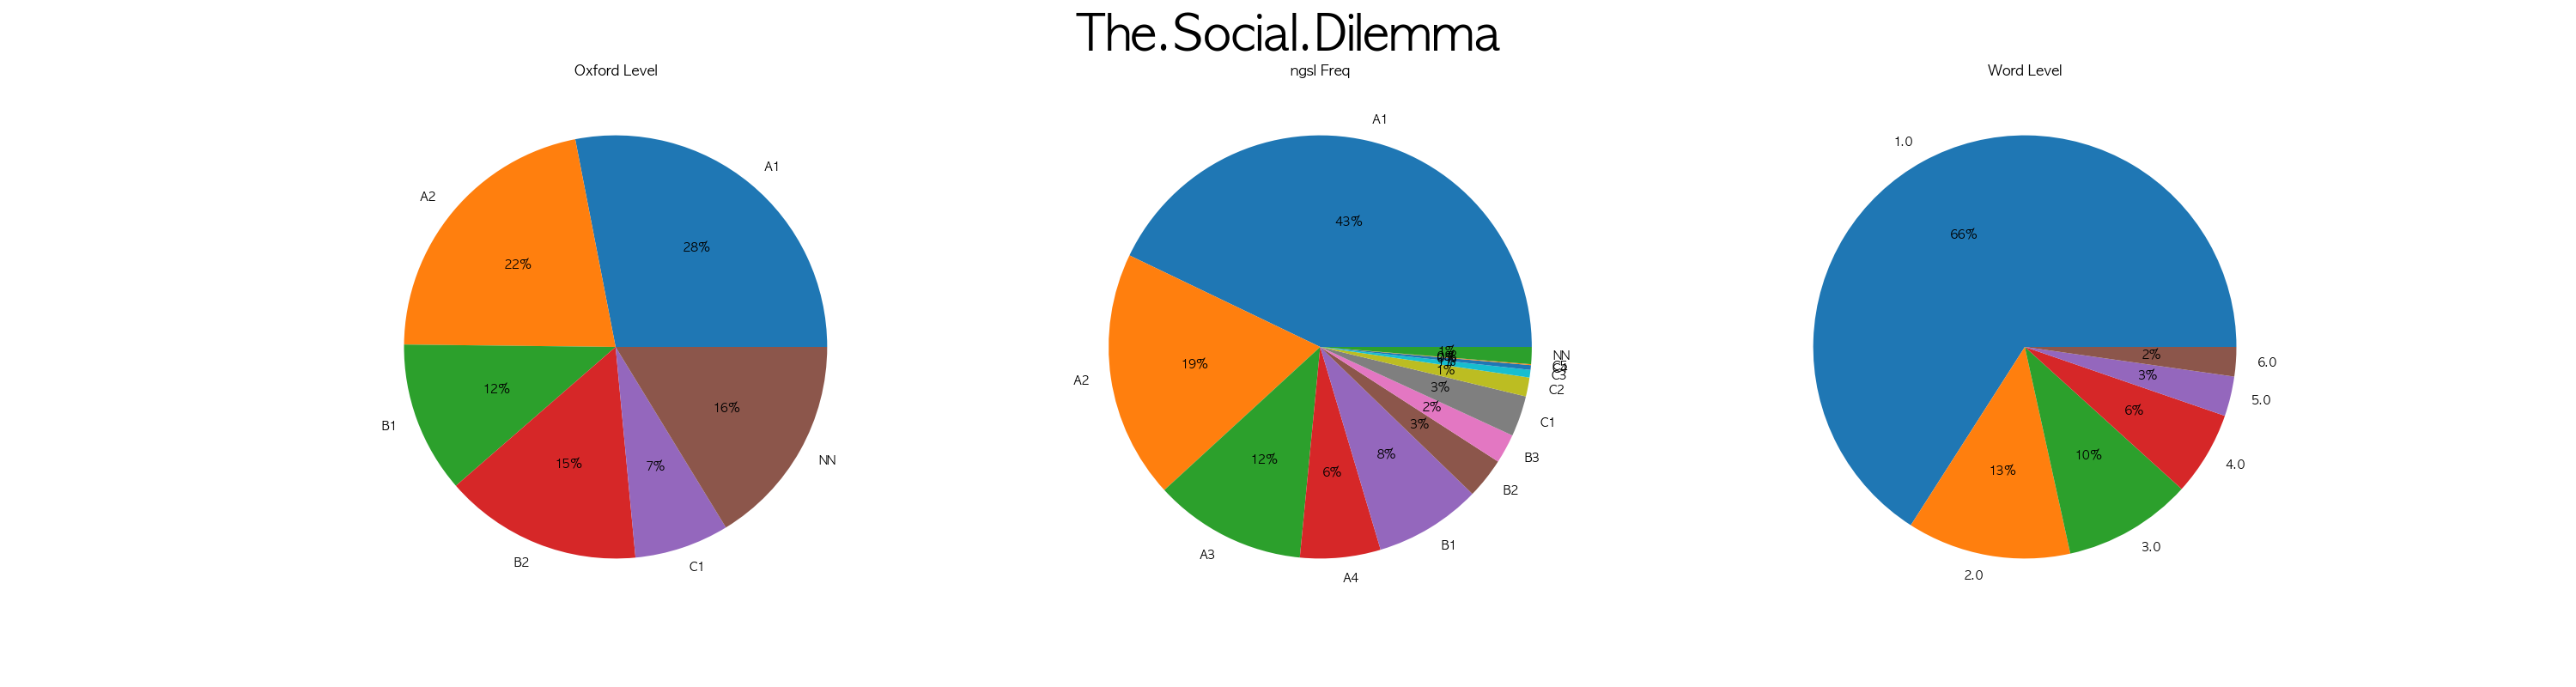 The.Social.Dilemma
Oxford Level
A1
28%
A2
22%
B1
12%
B2
15%
C1
7%
NN
16%
ngsl Freq
A1
43%
A2
19%
A3
12%
A4
6%
B1
8%
B2
3%
B3
2%
C1
3%
C2
1%
C3
NN
1%
Word Level
1.0
66%
2.0
13%
3.0
10%
4.0
6%
5.0
3%
6.0
2%